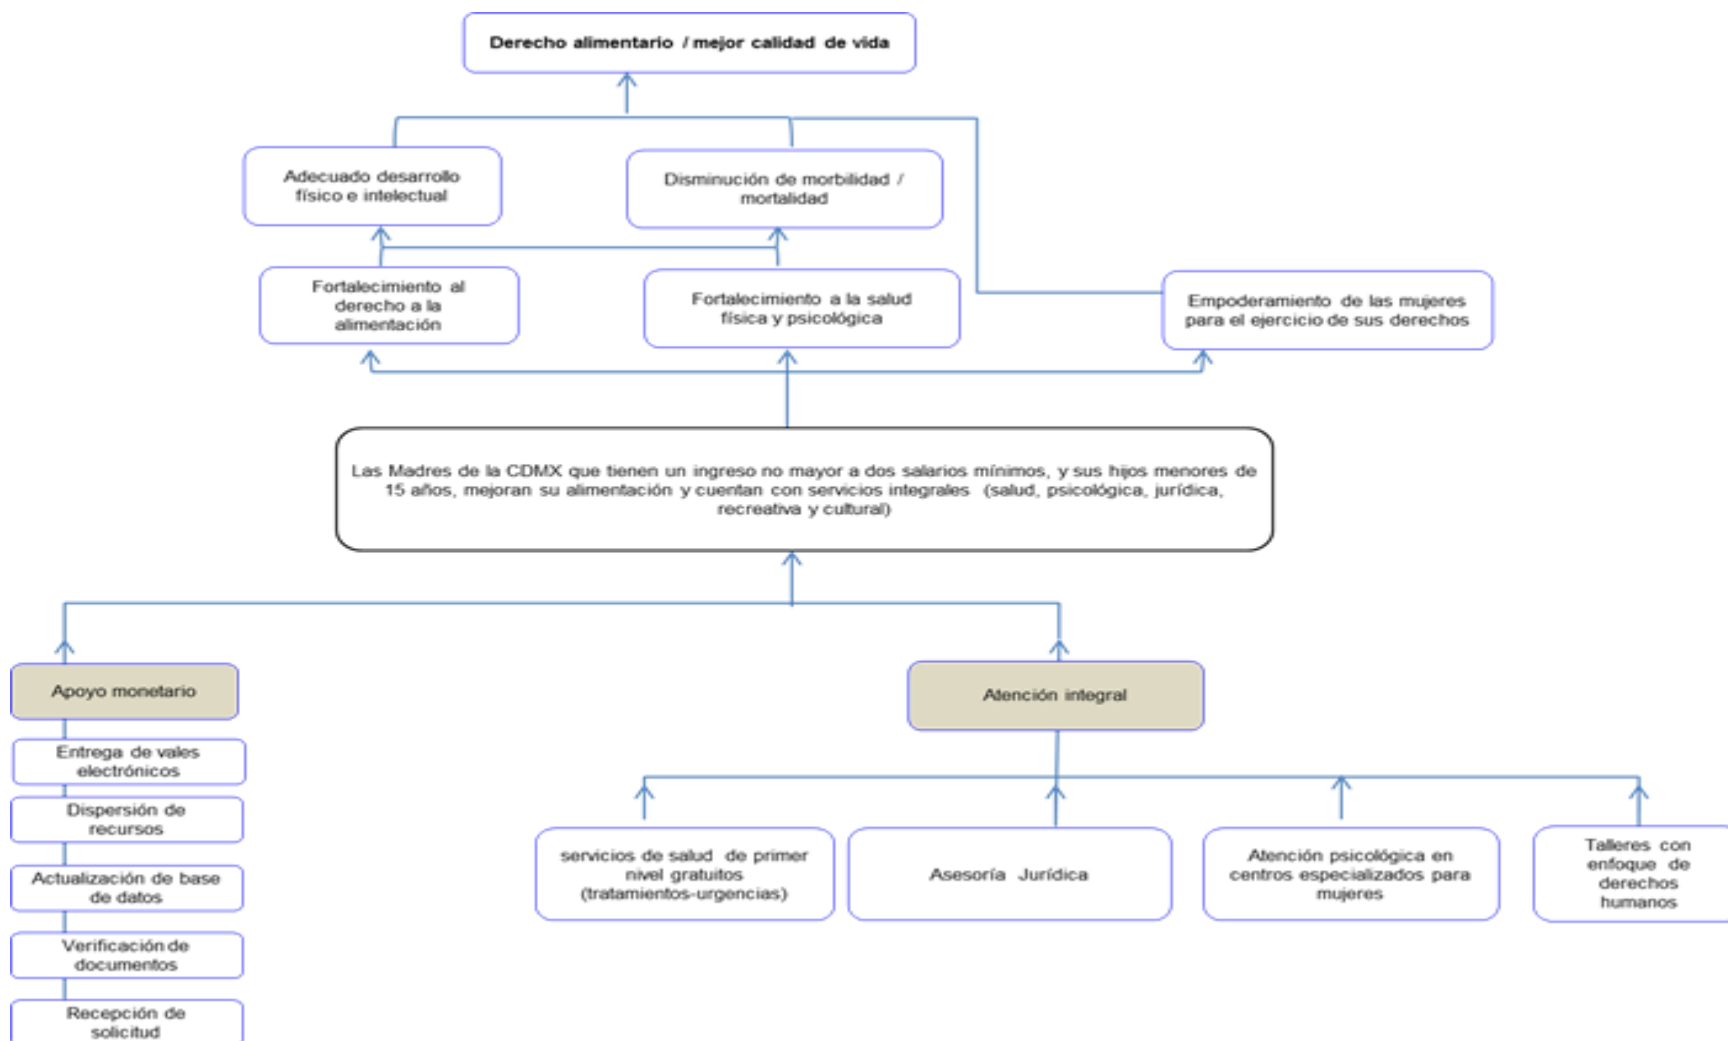 Derecho alimentario / mejor calidad de vida
Adecuado desarrollo
físico e intelectual
Disminución de morbilidad /
mortalidad
Fortalecimiento al
derecho a la
alimentación
Fortalecimiento a la salud
física y psicológica
Empoderamiento de las mujeres
para el ejercicio de sus derechos
Las Madres de la CDMX que tienen un ingreso no mayor a dos salarios mínimos, y sus hijos menores de
15 años, mejoran su alimentación y cuentan con servicios integrales (salud, psicológica, jurídica,
recreativa y cultural)
Apoyo monetario
Entrega de vales
electrónicos
Dispersión de
recursos
Actualización de base
de datos
Verificación de
documentos
Recepción de
solicitud
Atención integral
servicios de salud de primer
nivel gratuitos
(tratamientos-urgencias)
Asesoría Jurídica
Atención psicológica en
centros especializados para
mujeres
Talleres con
enfoque de
derechos
humanos